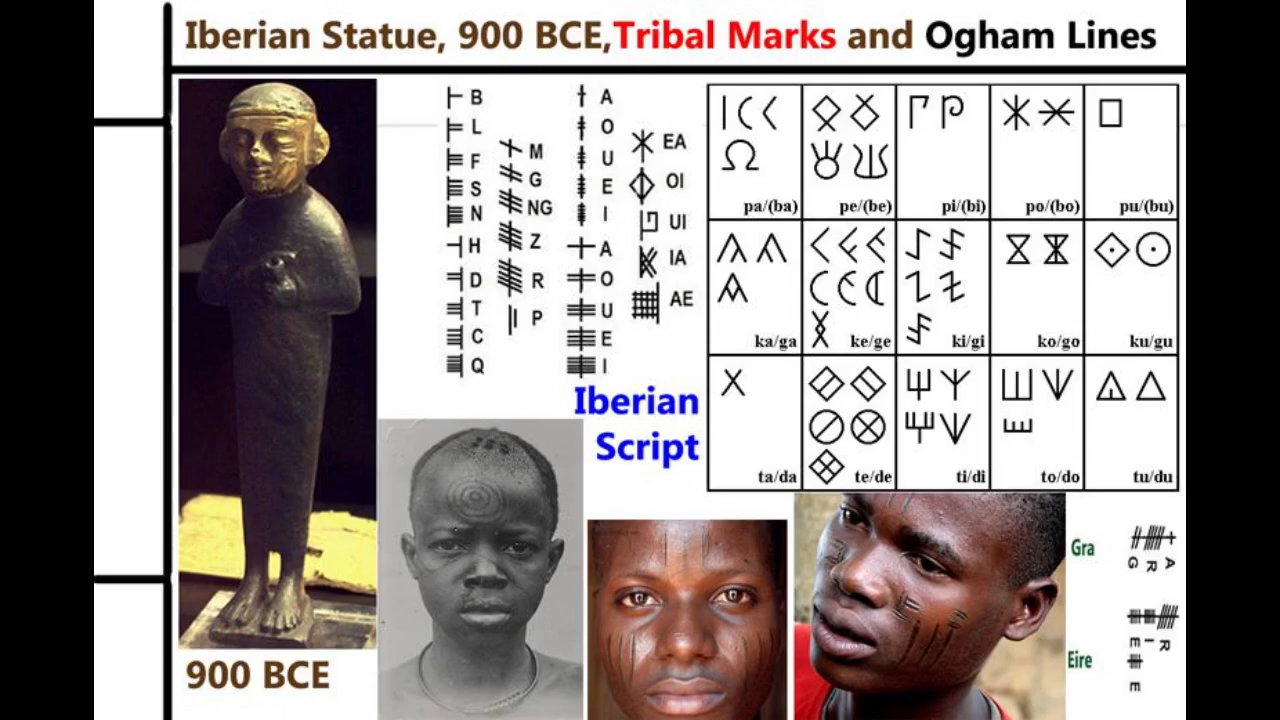 Iberian Statue, 900 BCE,Tribal Marks and Ogham Lines
B
L
F
S
N
H
D
T
C
Q
M
G
NG
Z
R
P
A
O
U
E
I
A
O
U
E
I
EA
OI
UI
IA
AE
Iberian
Script
pa/(ba) pe/(be) pi/(bi) po/(bo) pu/(bu)
ka/ga ke/ge ki/gi ko/go ku/gu
ta/da te/de ti/di to/do tu/du
900 BCE
Gra
G R A
Eire
E I R
E